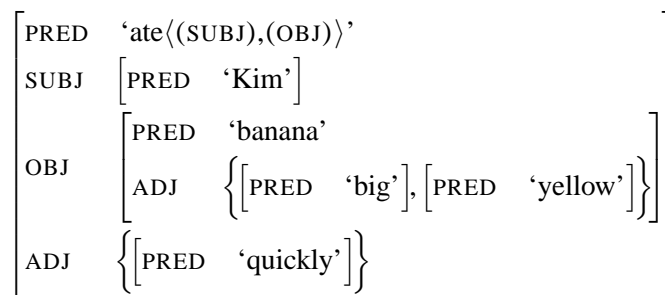 PRED ‘ate⟨(SUBJ),(OBJ)⟩’
SUBJ [PRED ‘Kim’]
PRED ‘banana’
OBJ
ADJ {[PRED ‘big’], [PRED ‘yellow’]}
ADJ {[PRED ‘quickly’]}